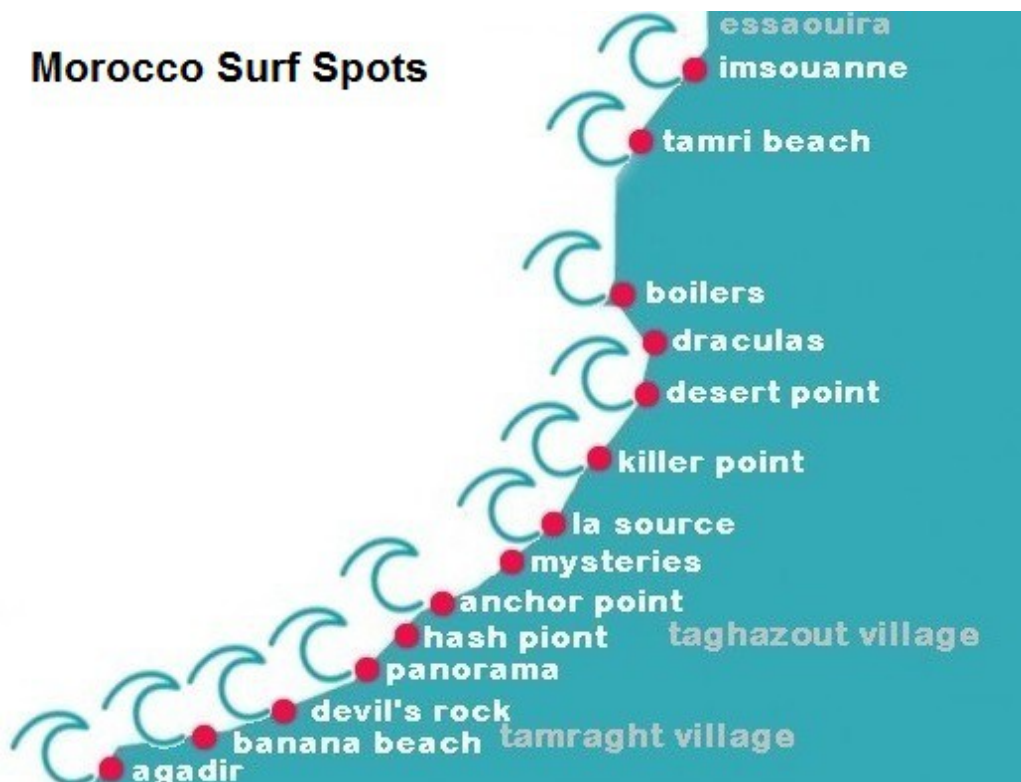 Morocco Surf Spots
essaouira
imsouanne
tamri beach
boilers
draculas
desert point
killer point
la source
mysteries
anchor point
hash piont
taghazout village
panorama
devil's rock
banana beach
tamraght village
agadir